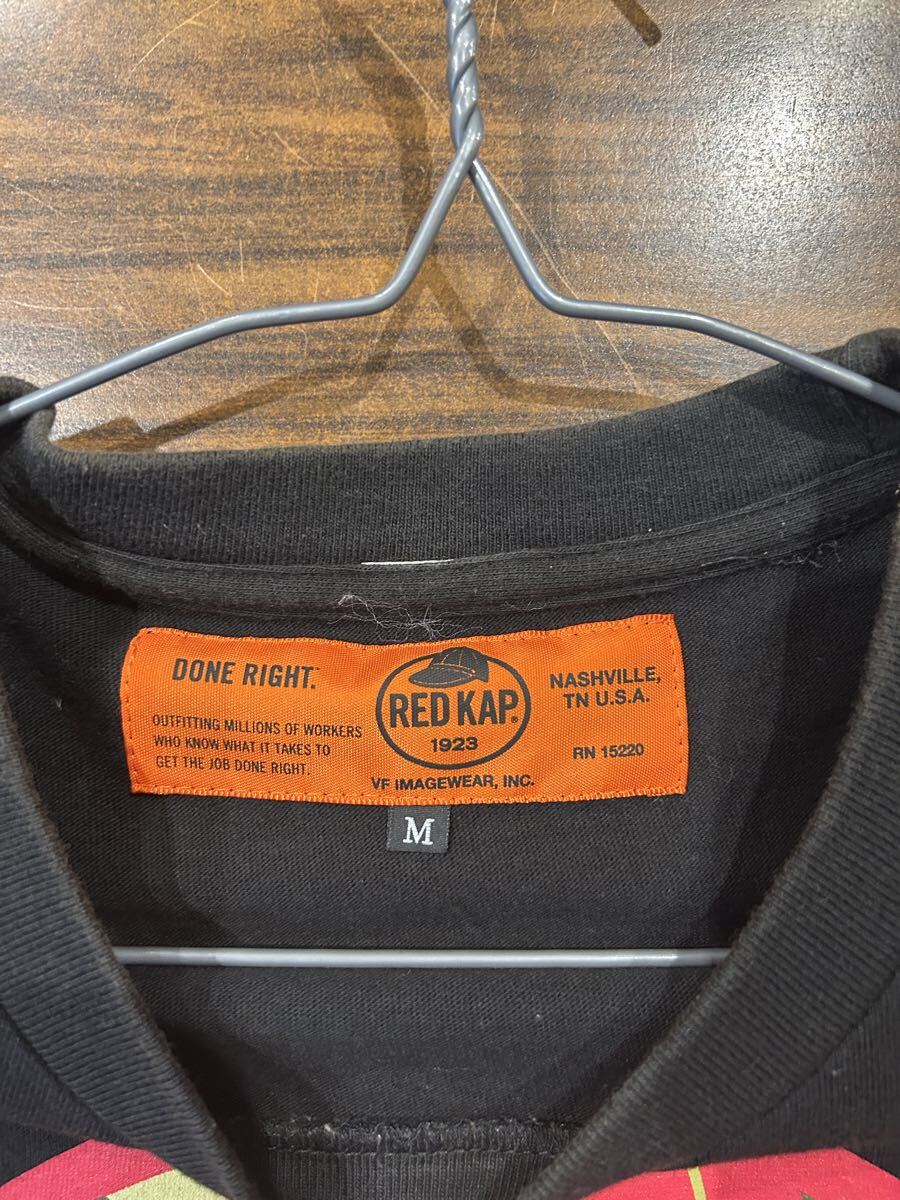 DONE RIGHT.™
OUTFITTING MILLIONS OF WORKERS
WHO KNOW WHAT IT TAKES TO
GET THE JOB DONE RIGHT.
RED KAP®
1923
VF IMAGEWEAR, INC.
NASHVILLE,
TN U.S.A.
RN 15220
M